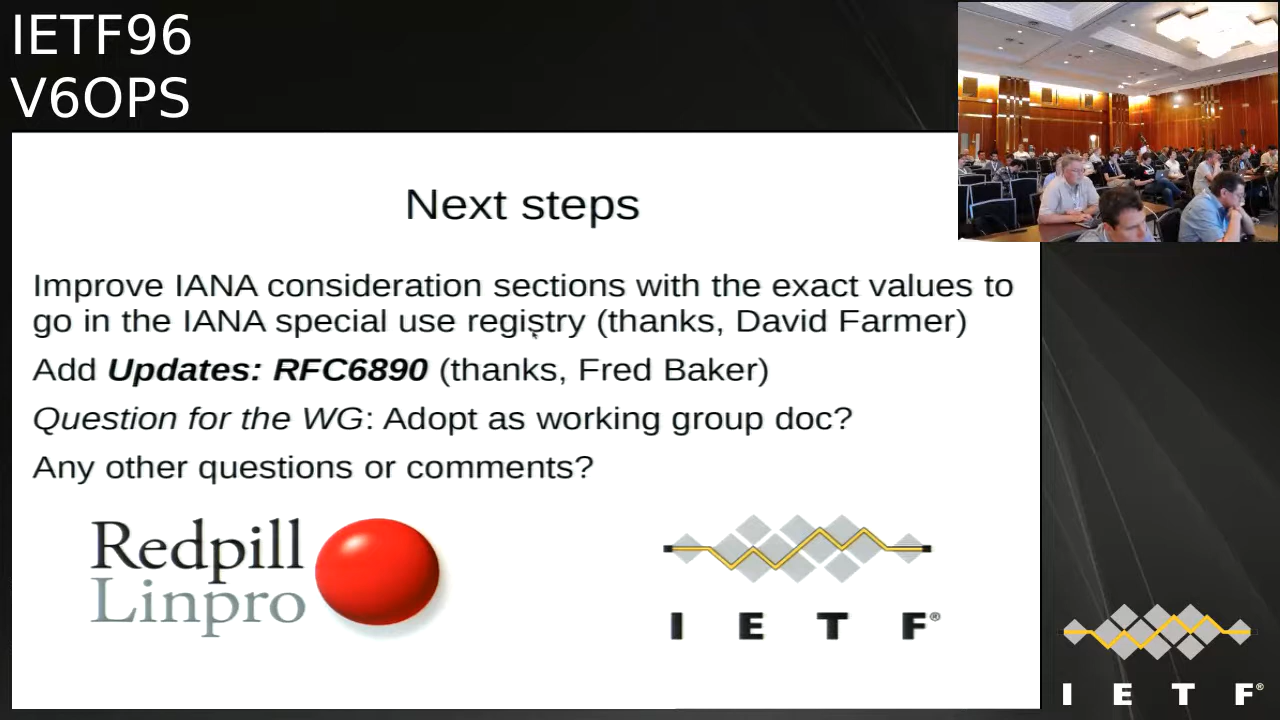 IETF96
V6OPS
Next steps
Improve IANA consideration sections with the exact values to
go in the IANA special use registry (thanks, David Farmer)
Add Updates: RFC6890 (thanks, Fred Baker)
Question for the WG: Adopt as working group doc?
Any other questions or comments?
Redpill
Linpro
I E T F®
I E T F®